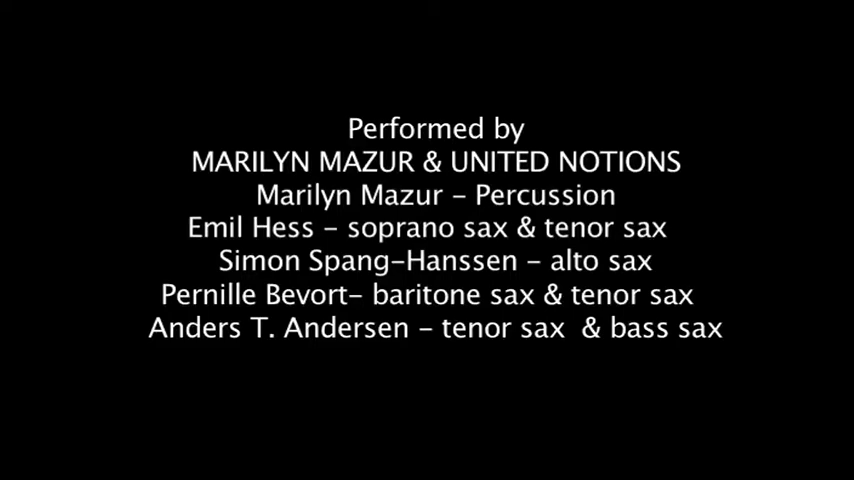 Performed by
MARILYN MAZUR & UNITED NOTIONS
Marilyn Mazur – Percussion
Emil Hess – soprano sax & tenor sax
Simon Spang-Hanssen – alto sax
Pernille Bevort– baritone sax & tenor sax
Anders T. Andersen – tenor sax  & bass sax